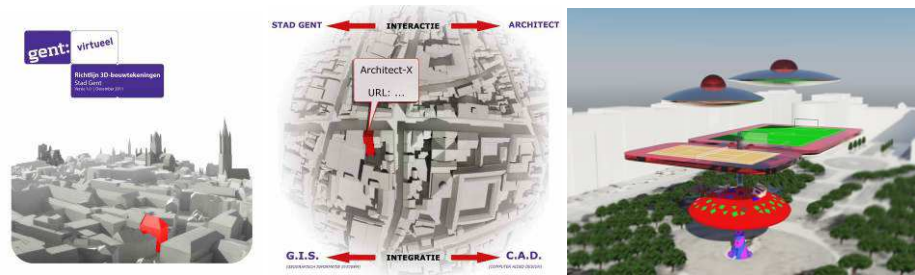 gent:
virtueel
Richtlijn 3D-bouwtekeningen
Stad Gent
STAD GENT
INTERACTIE
ARCHITECT
Architect-X
URL: ...
G.I.S.
INTEGRATIE
C.A.D.